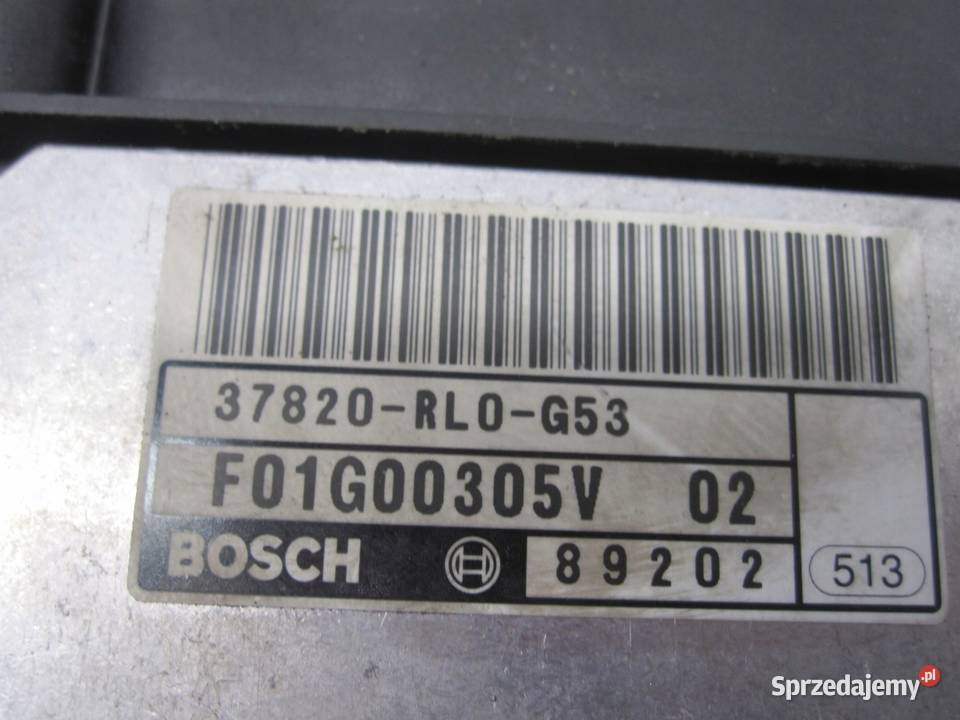 37820-RL0-G53
F01G00305V 02
BOSCH 89202
513
Sprzedajemy.pl